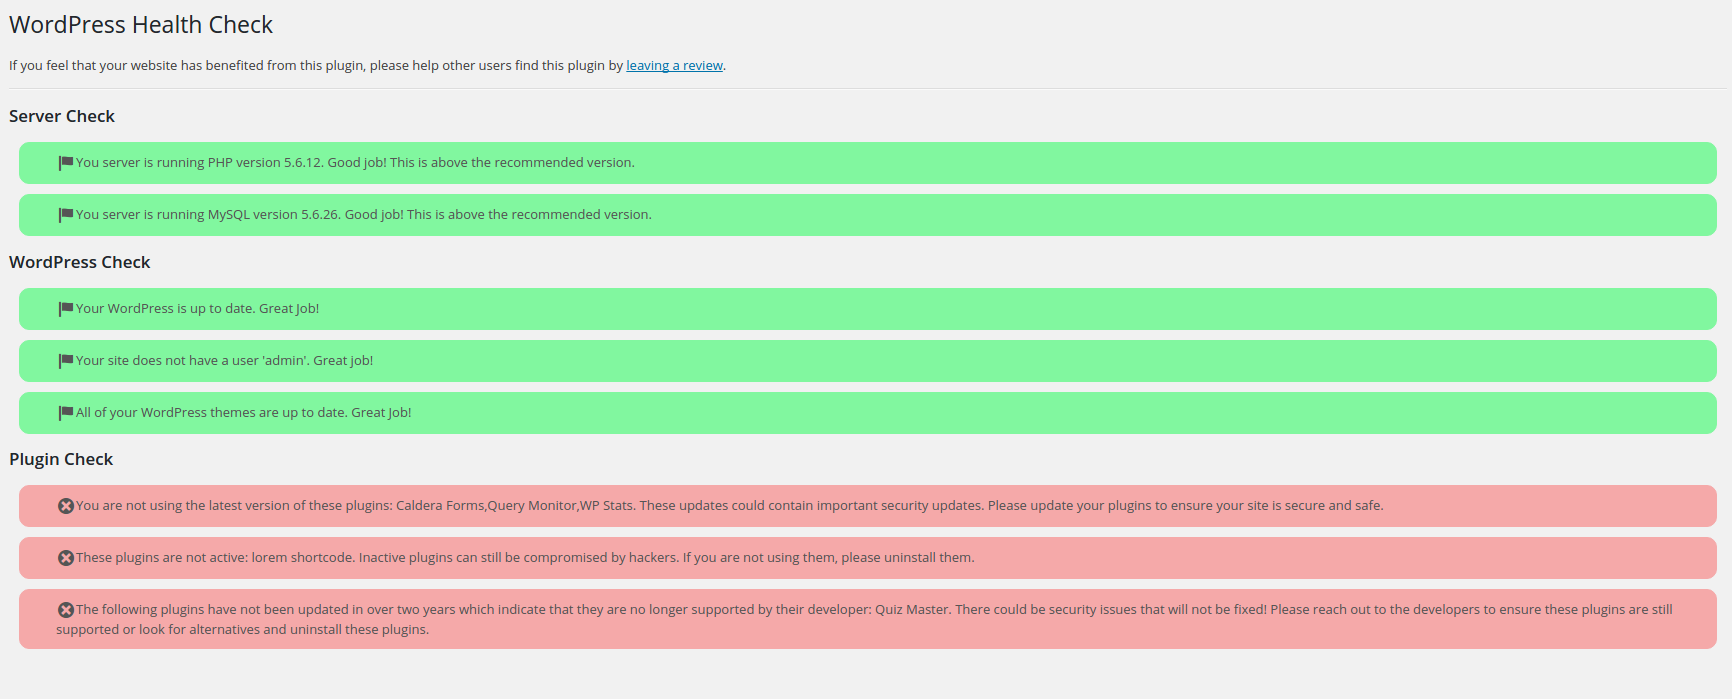 WordPress Health Check
If you feel that your website has benefited from this plugin, please help other users find this plugin by leaving a review.
Server Check
You server is running PHP version 5.6.12. Good job! This is above the recommended version.
You server is running MySQL version 5.6.26. Good job! This is above the recommended version.
WordPress Check
Your WordPress is up to date. Great Job!
Your site does not have a user 'admin'. Great job!
All of your WordPress themes are up to date. Great Job!
Plugin Check
You are not using the latest version of these plugins: Caldera Forms,Query Monitor,WP Stats. These updates could contain important security updates. Please update your plugins to ensure your site is secure and safe.
These plugins are not active: lorem shortcode. Inactive plugins can still be compromised by hackers. If you are not using them, please uninstall them.
The following plugins have not been updated in over two years which indicate that they are no longer supported by their developer: Quiz Master. There could be security issues that will not be fixed! Please reach out to the developers to ensure these plugins are still
supported or look for alternatives and uninstall these plugins.